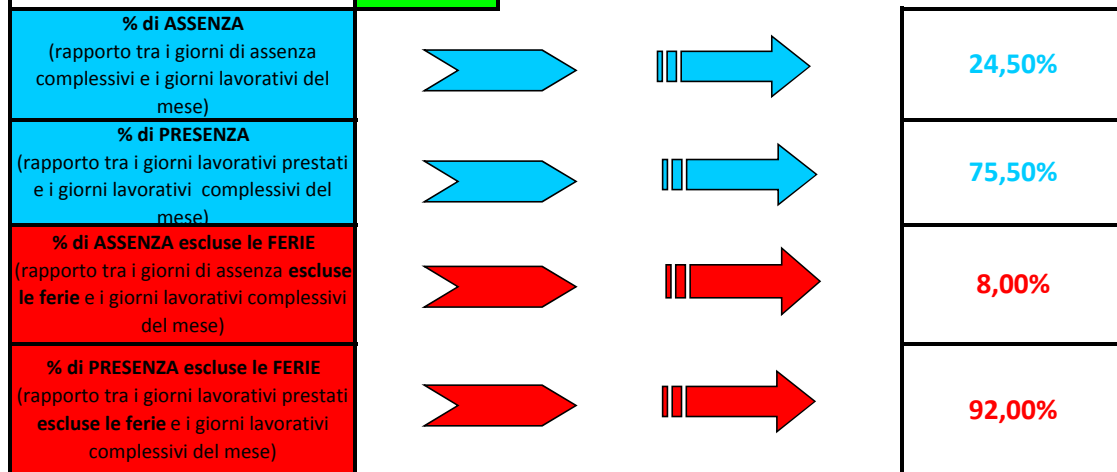 % di ASSENZA
(rapporto tra i giorni di assenza
complessivi e i giorni lavorativi del
mese)
24,50%
% di PRESENZA
(rapporto tra i giorni lavorativi prestati
e i giorni lavorativi complessivi del
mese)
75,50%
% di ASSENZA escluse le FERIE
(rapporto tra i giorni di assenza escluse
le ferie e i giorni lavorativi complessivi
del mese)
8,00%
% di PRESENZA escluse le FERIE
(rapporto tra i giorni lavorativi prestati
escluse le ferie e i giorni lavorativi
complessivi del mese)
92,00%